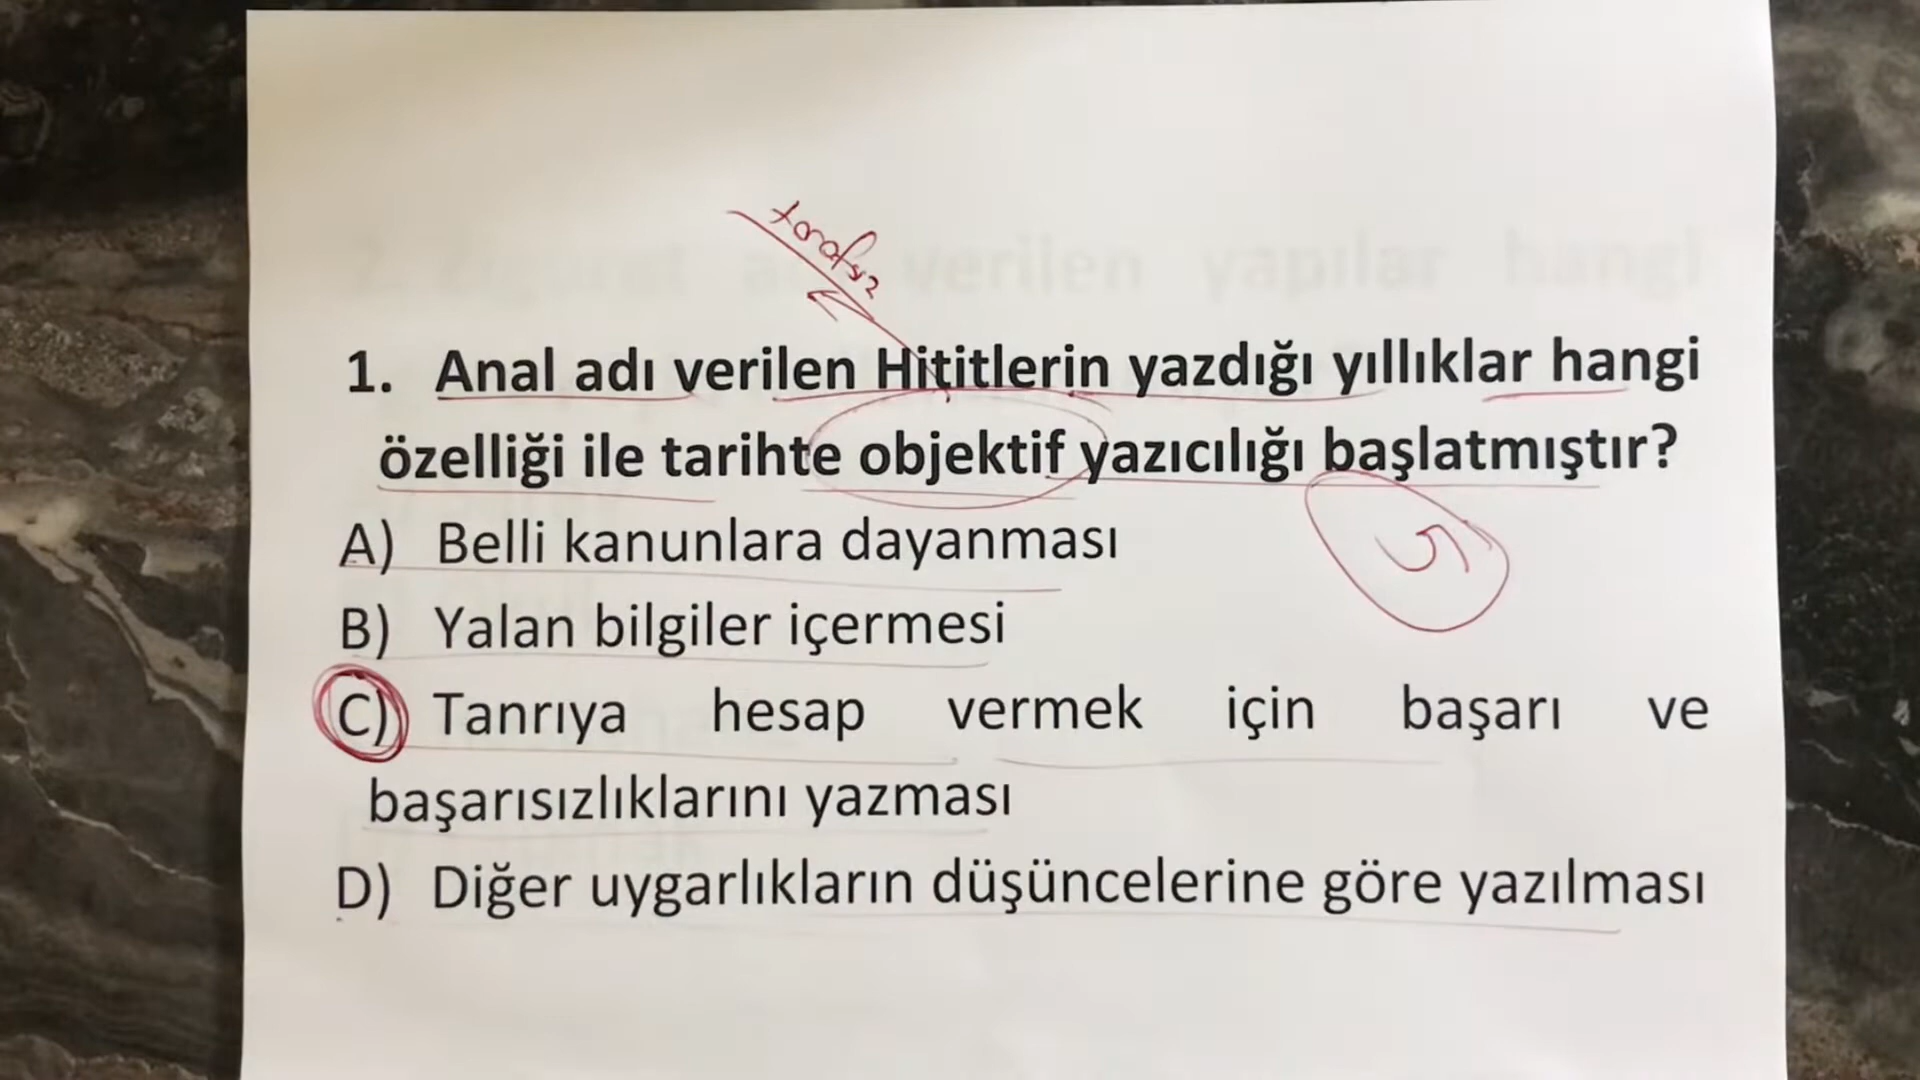 tarafsız
1. Anal adı verilen Hititlerin yazdığı yıllıklar hangi
özelliği ile tarihte objektif yazıcılığı başlatmıştır?
5
A) Belli kanunlara dayanması
B) Yalan bilgiler içermesi
C) Tanrıya hesap vermek için başarı ve
başarısızlıklarını yazması
D) Diğer uygarlıkların düşüncelerine göre yazılması